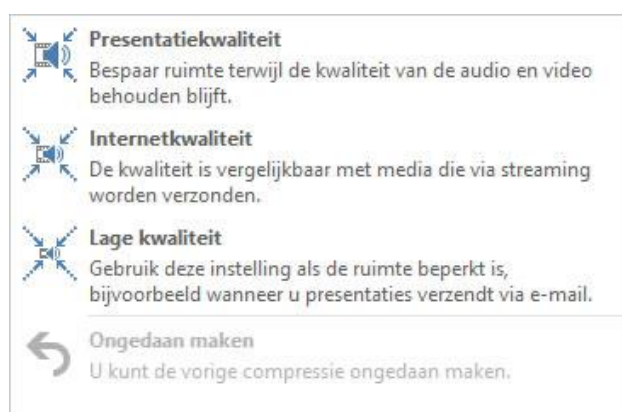 Presentatiekwaliteit
Bespaar ruimte terwijl de kwaliteit van de audio en video
behouden blijft.
Internetkwaliteit
De kwaliteit is vergelijkbaar met media die via streaming
worden verzonden.
Lage kwaliteit
Gebruik deze instelling als de ruimte beperkt is,
bijvoorbeeld wanneer u presentaties verzendt via e-mail.
Ongedaan maken
U kunt de vorige compressie ongedaan maken.